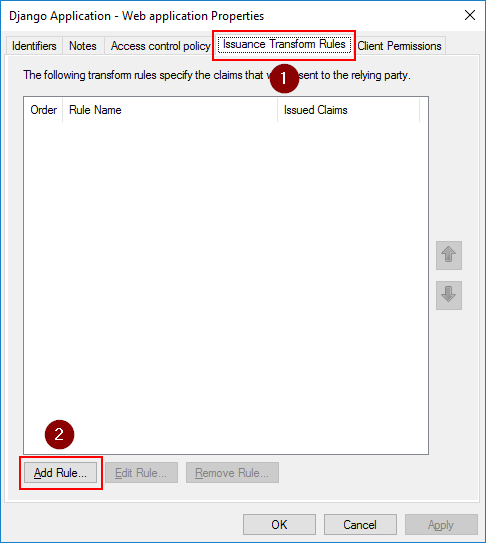 Django Application - Web application Properties
Identifiers Notes Access control policy Issuance Transform Rules Client Permissions
The following transform rules specify the claims that w sent to the relying party.
1
Order Rule Name Issued Claims
2
Add Rule... Edit Rule... Remove Rule...
OK Cancel Apply